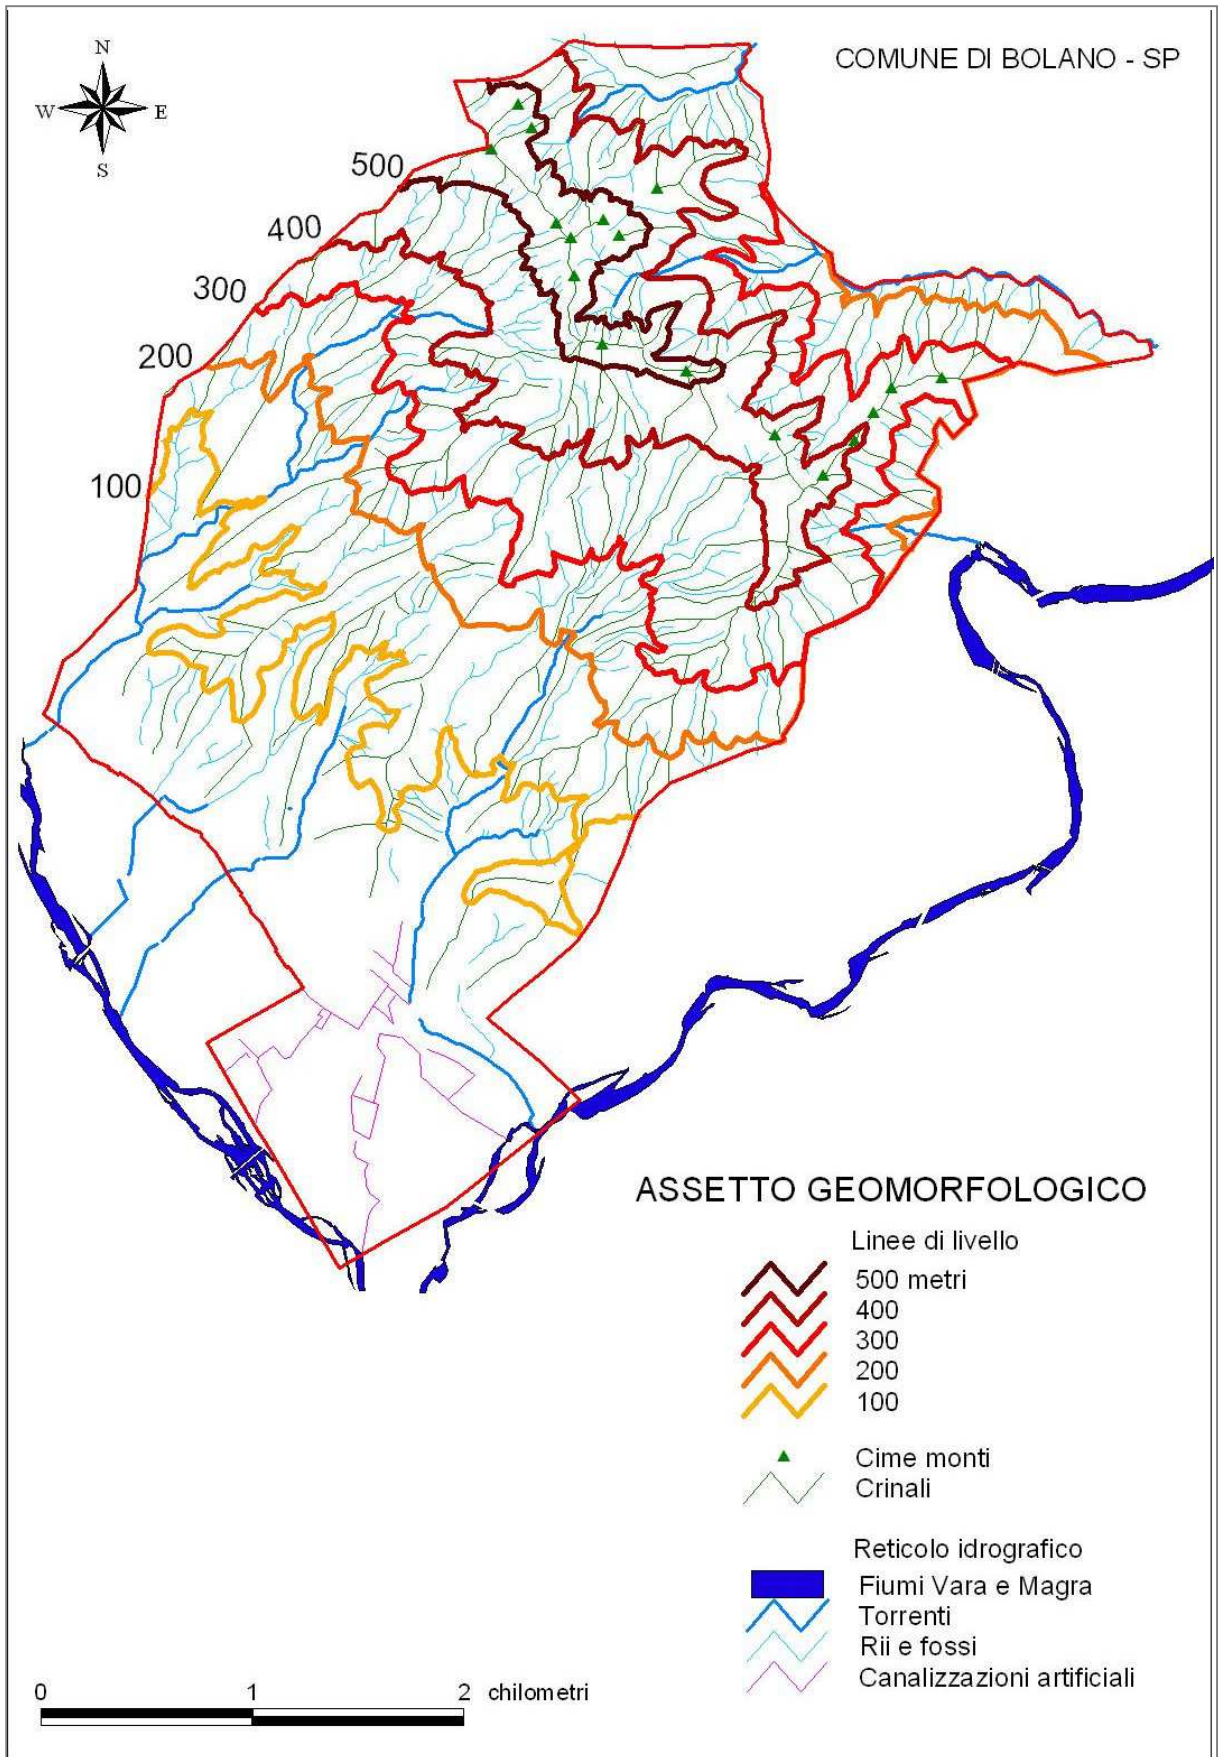 COMUNE DI BOLANO - SP
N
W E
S
500
400
300
200
100
ASSETTO GEOMORFOLOGICO
Linee di livello
500 metri
400
300
200
100
Cime monti
Crinali
Reticolo idrografico
Fiumi Vara e Magra
Torrenti
Rii e fossi
Canalizzazioni artificiali
0 1 2 chilometri